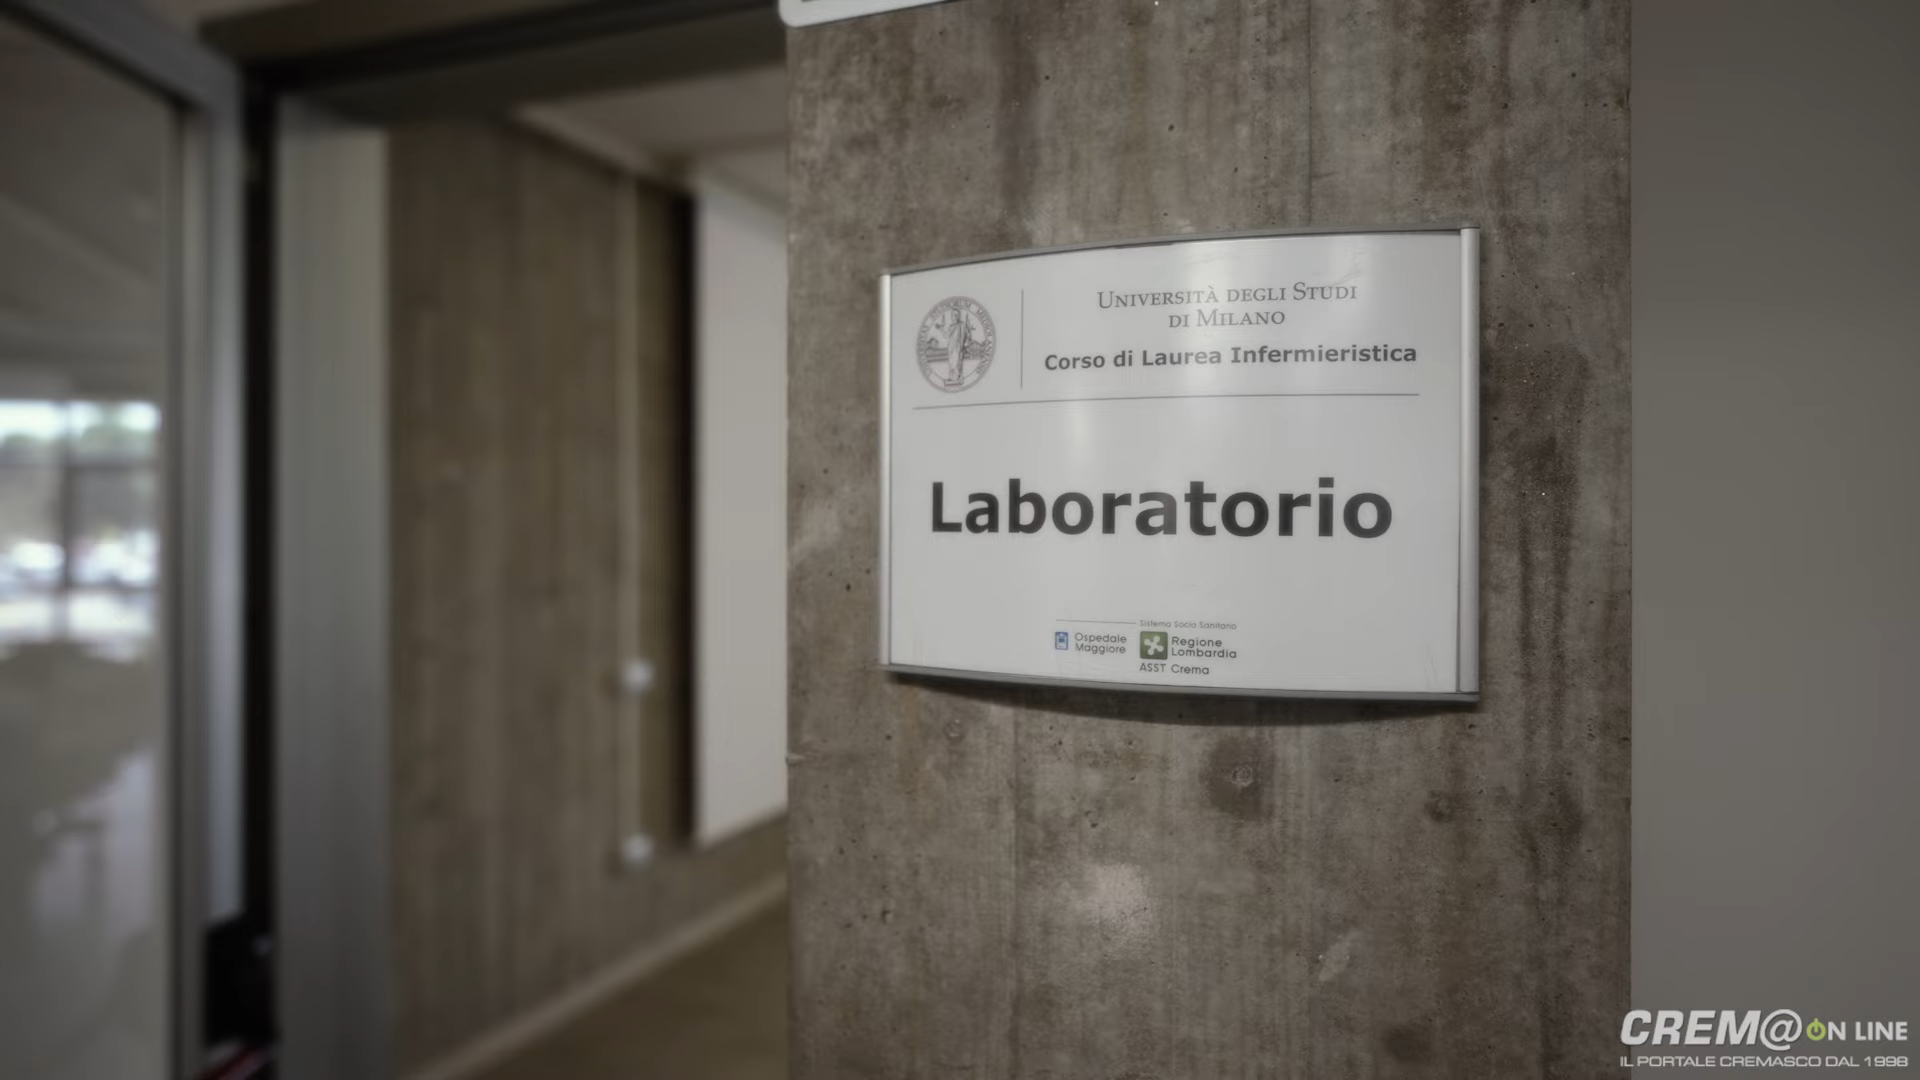 UNIVERSITÀ DEGLI STUDI
DI MILANO
Corso di Laurea Infermieristica
Laboratorio
Sistema Socio Sanitario
Ospedale
Maggiore
Regione
Lombardia
ASST Crema
CREM@ ON LINE
IL PORTALE CREMASCO DAL 1998